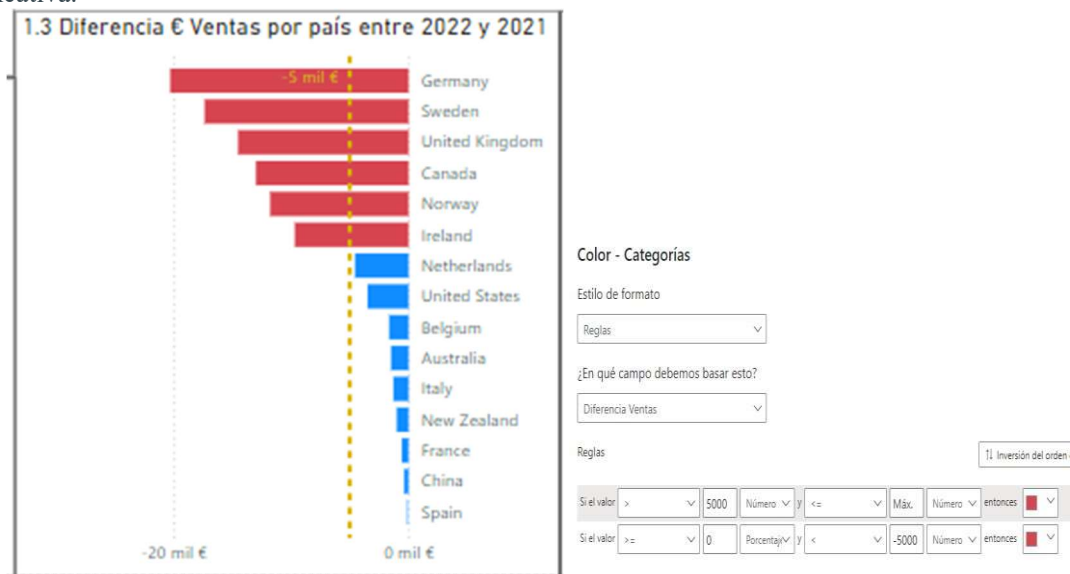 1.3 Diferencia € Ventas por país entre 2022 y 2021
-5 mil €
Germany
Sweden
United Kingdom
Canada
Norway
Ireland
Netherlands
United States
Belgium
Australia
Italy
New Zealand
France
China
Spain
-20 mil €
0 mil €
Color - Categorías
Estilo de formato
Reglas
¿En qué campo debemos basar esto?
Diferencia Ventas
Reglas
Inversión del orden
Si el valor > 5000 Número y <= Máx. Número entonces
Si el valor >= 0 Porcentaj y < -5000 Número entonces